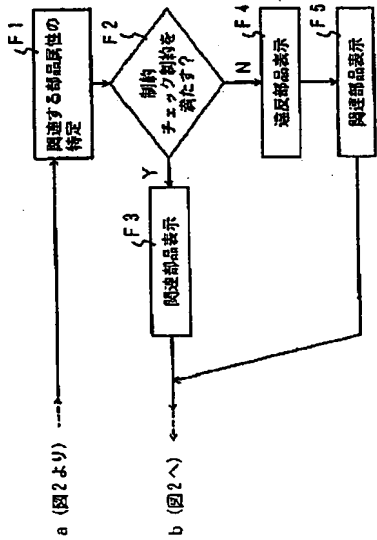 a (図2より)
F1
関連する部品属性の
特定
F2
制約
チェック制約を
満たす?
Y
N
F3
関連部品表示
F4
違反部品表示
F5
関連部品表示
b (図2へ)